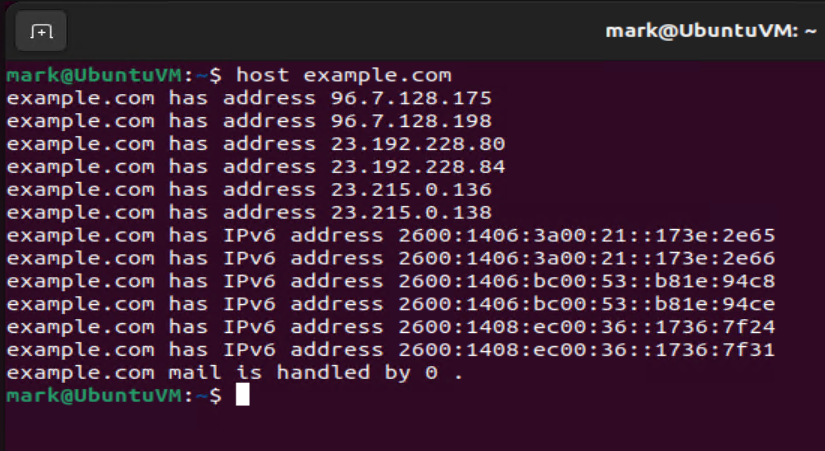 mark@UbuntuVM: ~
mark@UbuntuVM:~$ host example.com
example.com has address 96.7.128.175
example.com has address 96.7.128.198
example.com has address 23.192.228.80
example.com has address 23.192.228.84
example.com has address 23.215.0.136
example.com has address 23.215.0.138
example.com has IPv6 address 2600:1406:3a00:21::173e:2e65
example.com has IPv6 address 2600:1406:3a00:21::173e:2e66
example.com has IPv6 address 2600:1406:bc00:53::b81e:94c8
example.com has IPv6 address 2600:1406:bc00:53::b81e:94ce
example.com has IPv6 address 2600:1408:ec00:36::1736:7f24
example.com has IPv6 address 2600:1408:ec00:36::1736:7f31
example.com mail is handled by 0 .
mark@UbuntuVM:~$